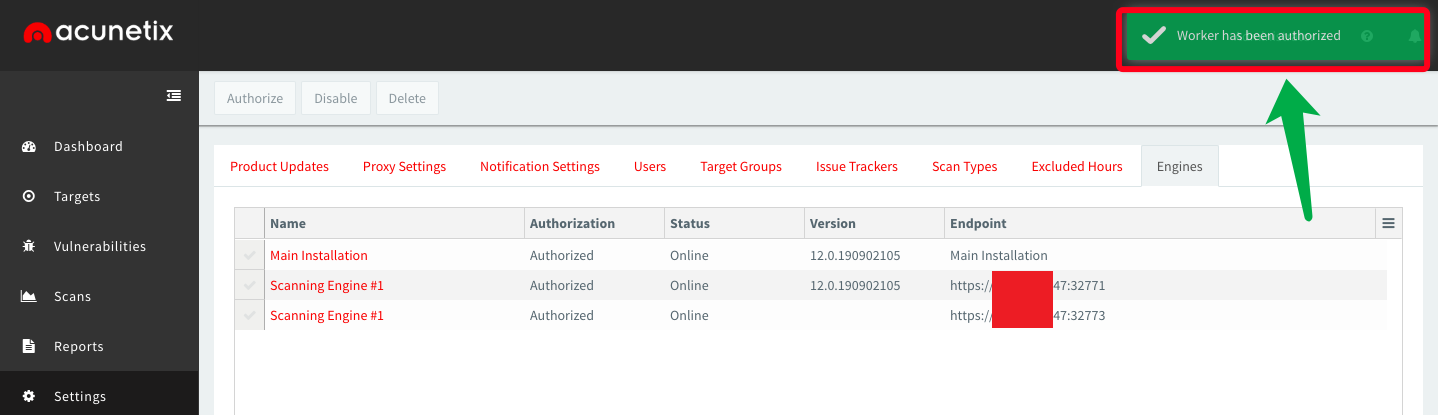 acunetix
Worker has been authorized
Authorize Disable Delete
Dashboard
Targets
Vulnerabilities
Scans
Reports
Settings
Product Updates Proxy Settings Notification Settings Users Target Groups Issue Trackers Scan Types Excluded Hours Engines
Name Authorization Status Version Endpoint
Main Installation Authorized Online 12.0.190902105 Main Installation
Scanning Engine #1 Authorized Online 12.0.190902105 https:// 47:32771
Scanning Engine #1 Authorized Online https:// 47:32773